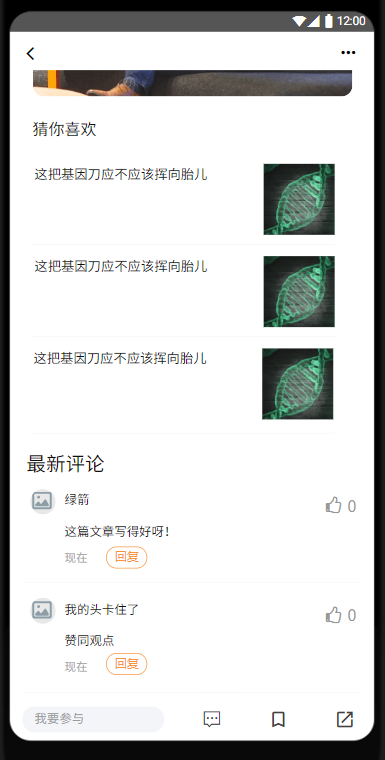 12:00
猜你喜欢
这把基因刀应不应该挥向胎儿
这把基因刀应不应该挥向胎儿
这把基因刀应不应该挥向胎儿
最新评论
绿箭
0
这篇文章写得好呀!
现在 回复
我的头卡住了
0
赞同观点
现在 回复
我要参与